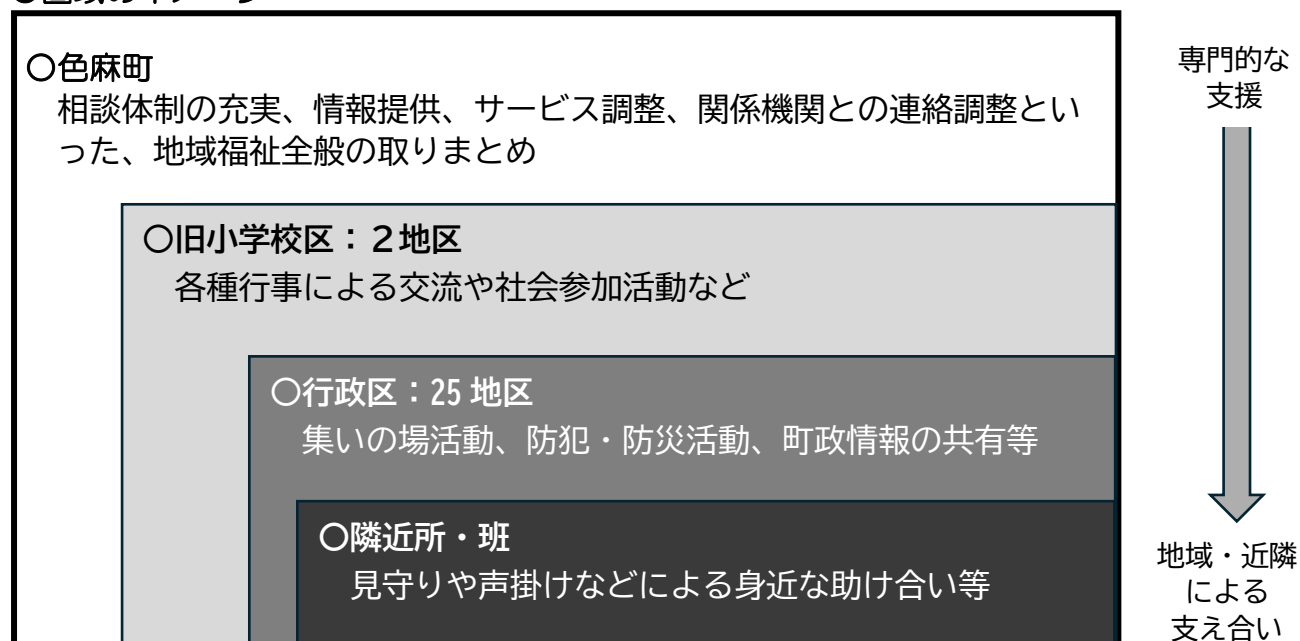 〇色麻町
相談体制の充実、情報提供、サービス調整、関係機関との連絡調整とい
った、地域福祉全般の取りまとめ
〇旧小学校区：２地区
各種行事による交流や社会参加活動など
〇行政区：25 地区
集いの場活動、防犯・防災活動、町政情報の共有等
〇隣近所・班
見守りや声掛けなどによる身近な助け合い等
専門的な
支援
地域・近隣
による
支え合い